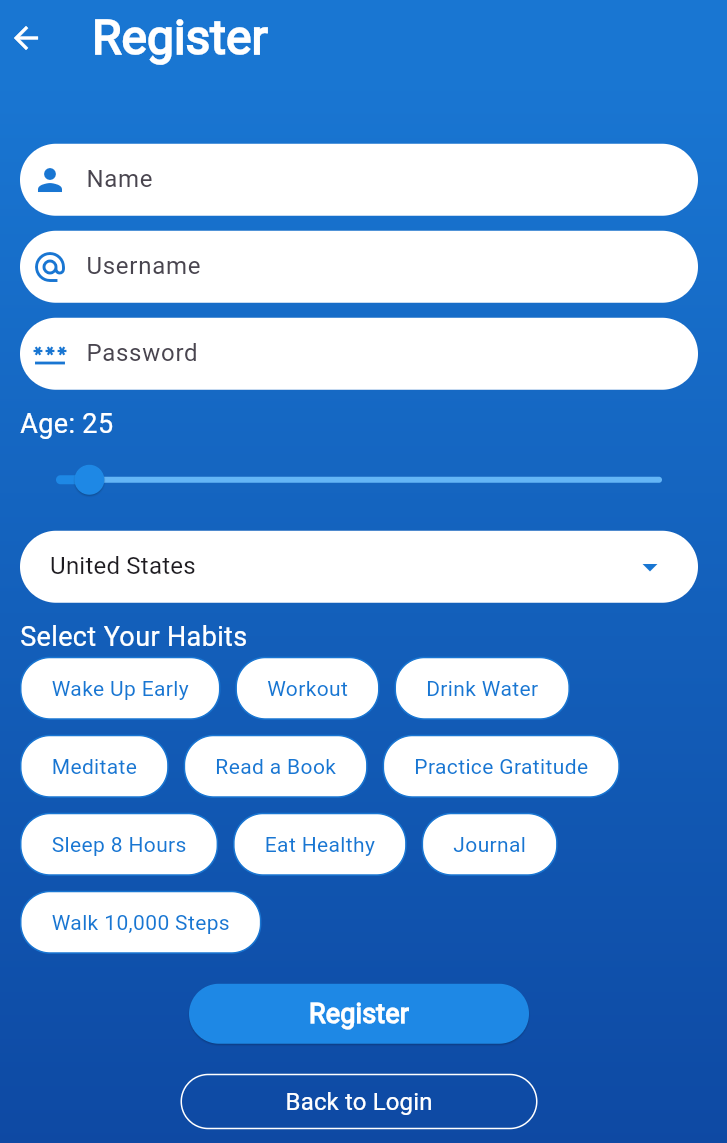 Register
Name
Username
Password
Age: 25
United States
Select Your Habits
Wake Up Early Workout Drink Water
Meditate Read a Book Practice Gratitude
Sleep 8 Hours Eat Healthy Journal
Walk 10,000 Steps
Register
Back to Login